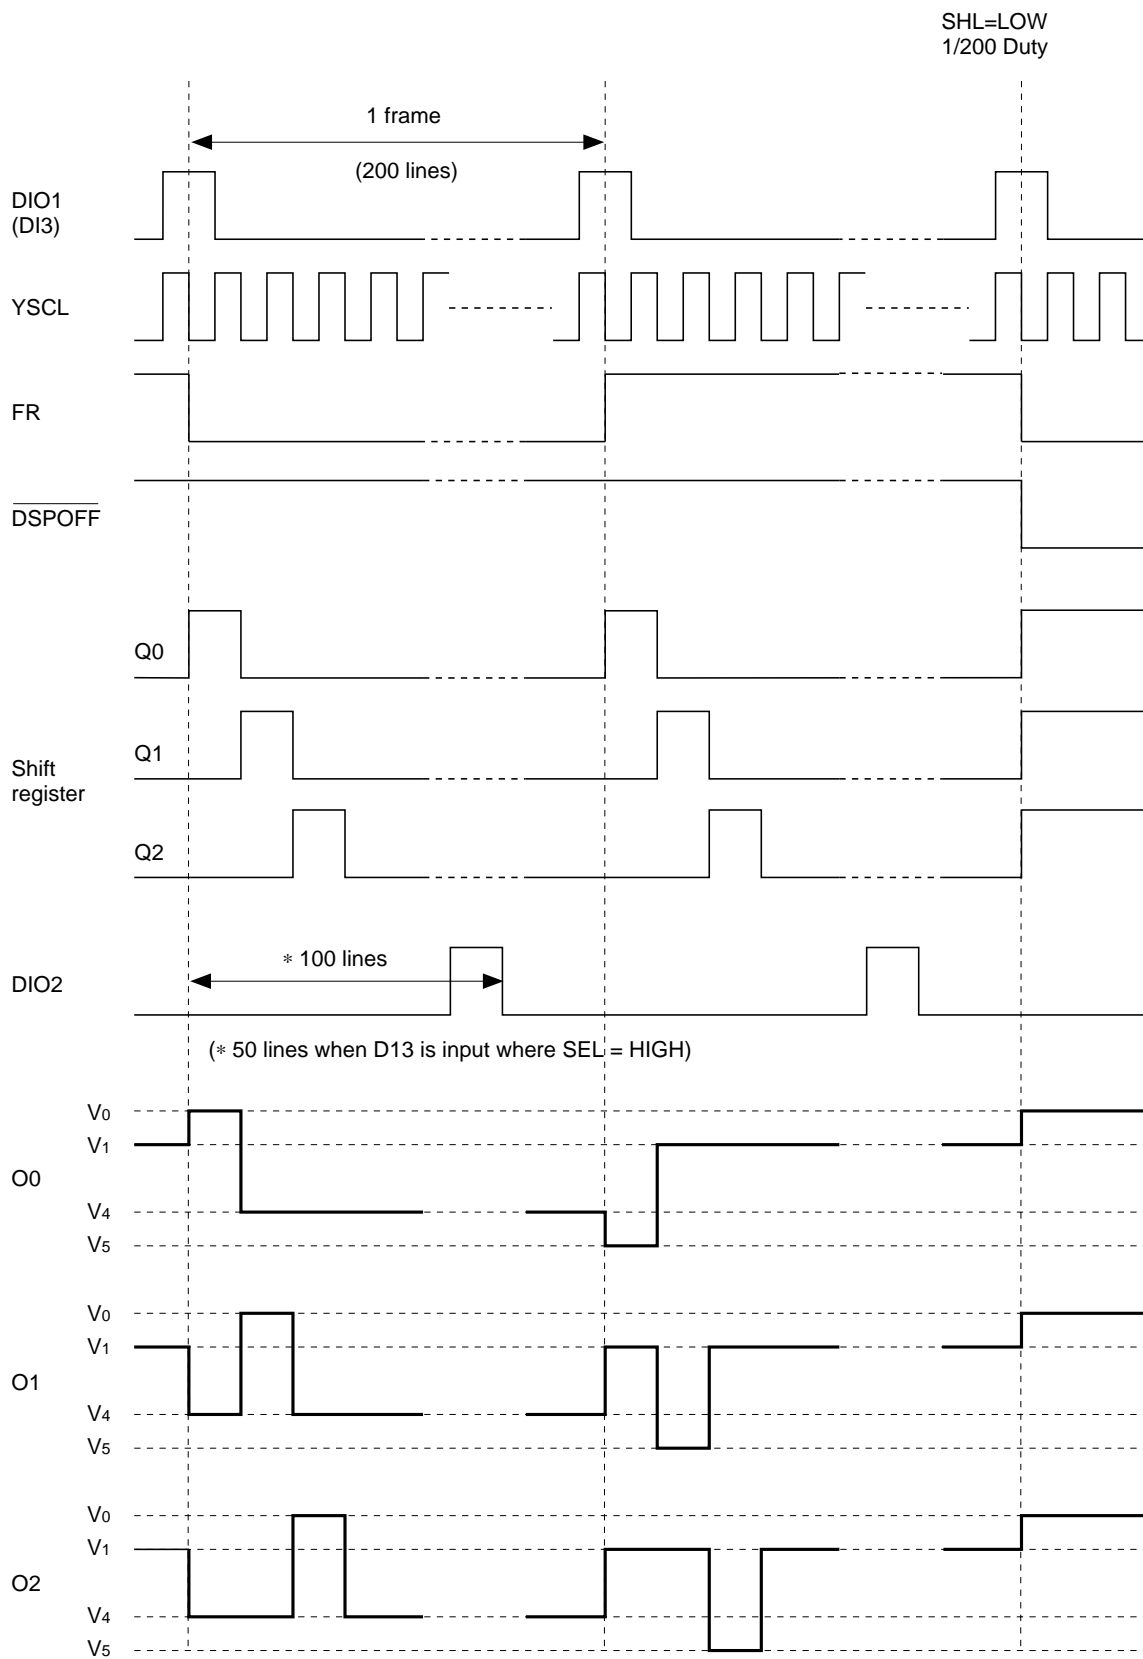 SHL=LOW
1/200 Duty
1 frame
(200 lines)
DIO1
(DI3)
YSCL
FR
DSPOFF
Q0
Q1
Shift
register
Q2
DIO2
* 100 lines
(* 50 lines when D13 is input where SEL = HIGH)
V0
V1
O0
V4
V5
V0
V1
O1
V4
V5
V0
V1
O2
V4
V5